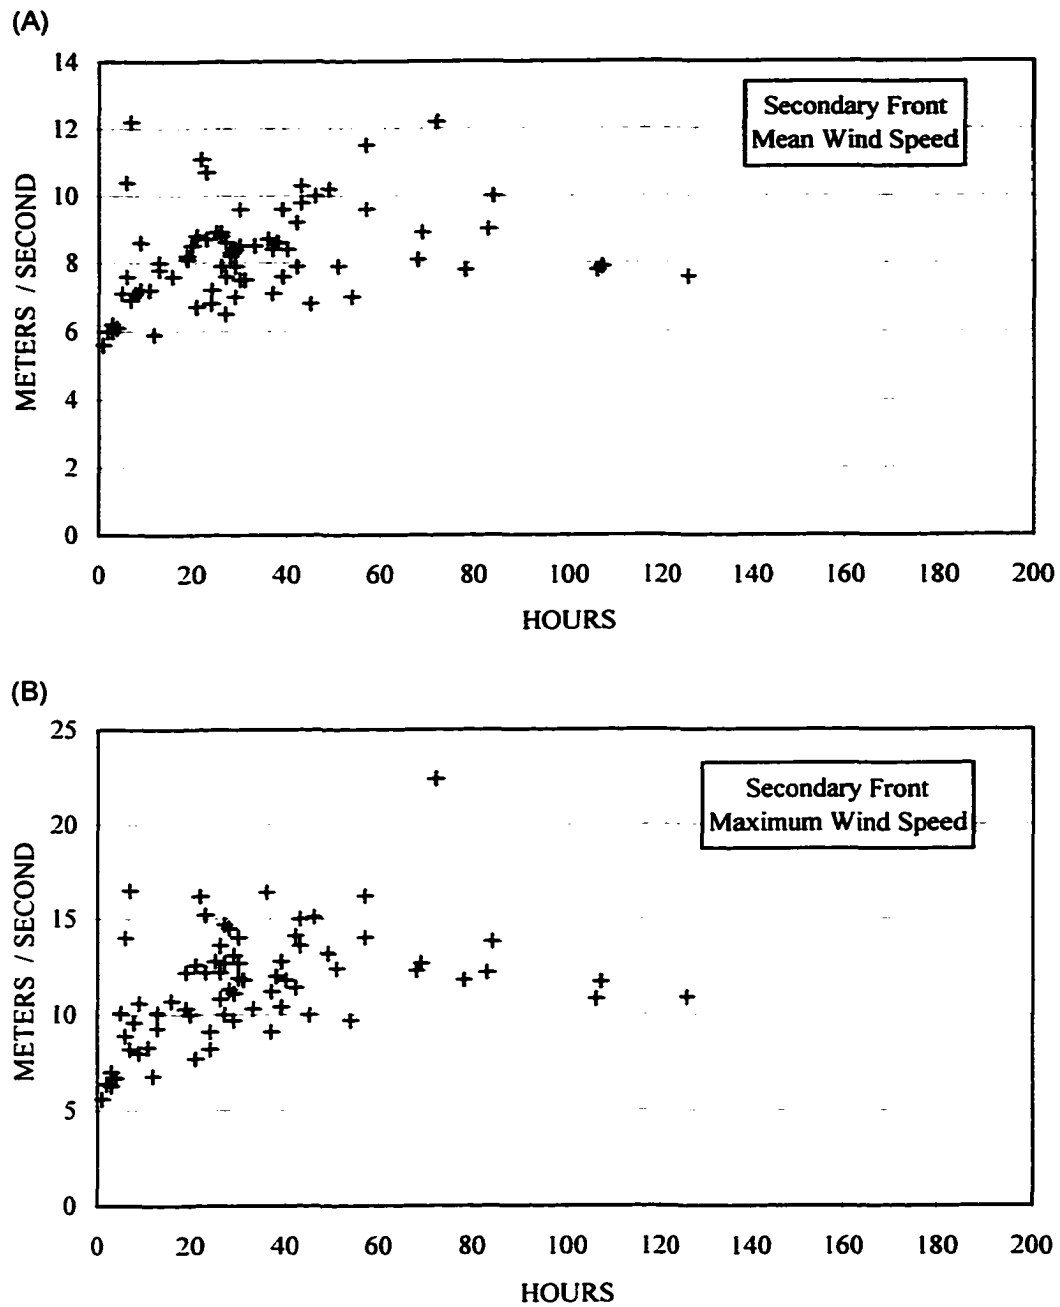 (A)
14
12
10
8
6
4
2
0
METERS / SECOND
Secondary Front
Mean Wind Speed
0 20 40 60 80 100 120 140 160 180 200
HOURS
(B)
25
20
15
10
5
0
METERS / SECOND
Secondary Front
Maximum Wind Speed
0 20 40 60 80 100 120 140 160 180 200
HOURS